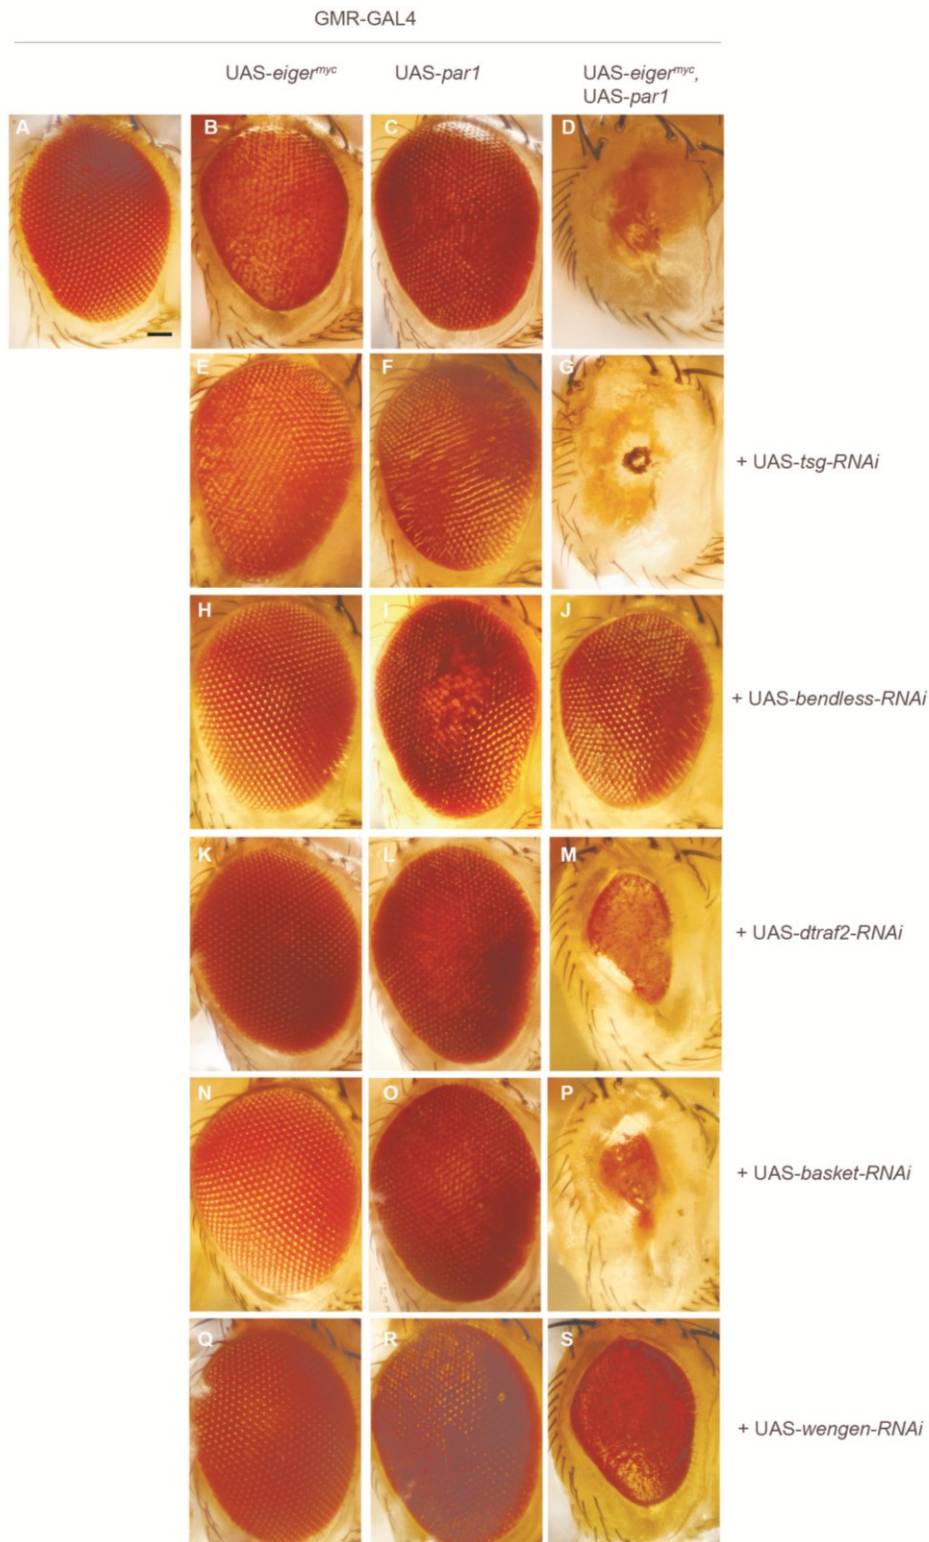 GMR-GAL4
UAS-eigerᵐʸᶜ
UAS-par1
UAS-eigerᵐʸᶜ,
UAS-par1
A
B
C
D
E
F
G
+ UAS-tsg-RNAi
H
I
J
+ UAS-bendless-RNAi
K
L
M
+ UAS-dtraf2-RNAi
N
O
P
+ UAS-basket-RNAi
Q
R
S
+ UAS-wengen-RNAi